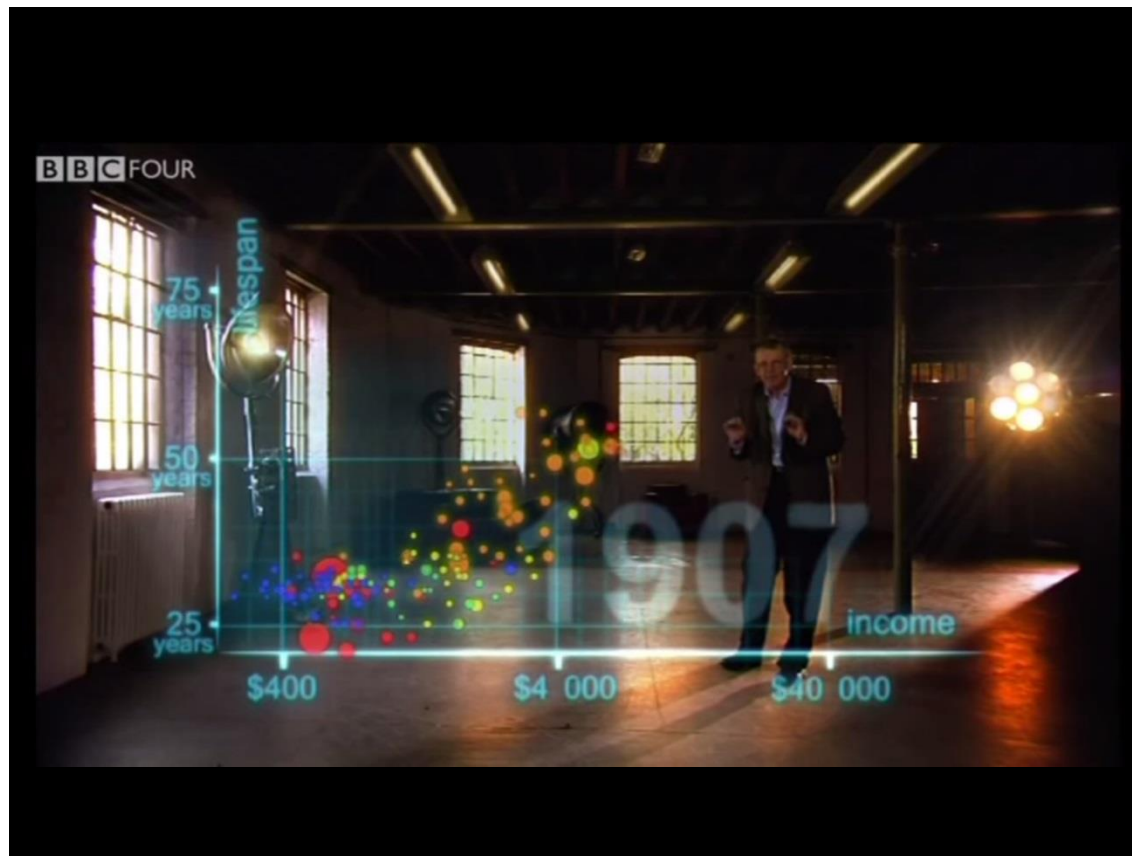 BBC FOUR
lifespan
75
years
50
years
25
years
1907
income
$400
$4 000
$40 000